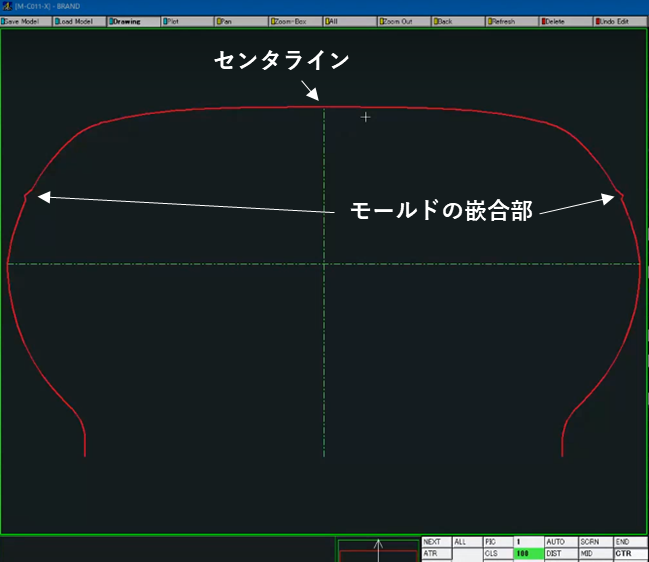 [M-C011-X] - BRAND
Save Model Load Model Drawing Plot Pan Zoom-Box All Zoom Out Back Refresh Delete Undo Edit
センタライン
モールドの嵌合部
NEXT ALL PIC 1 AUTO SCRN END
ATR CLS 100 DIST MID CTR